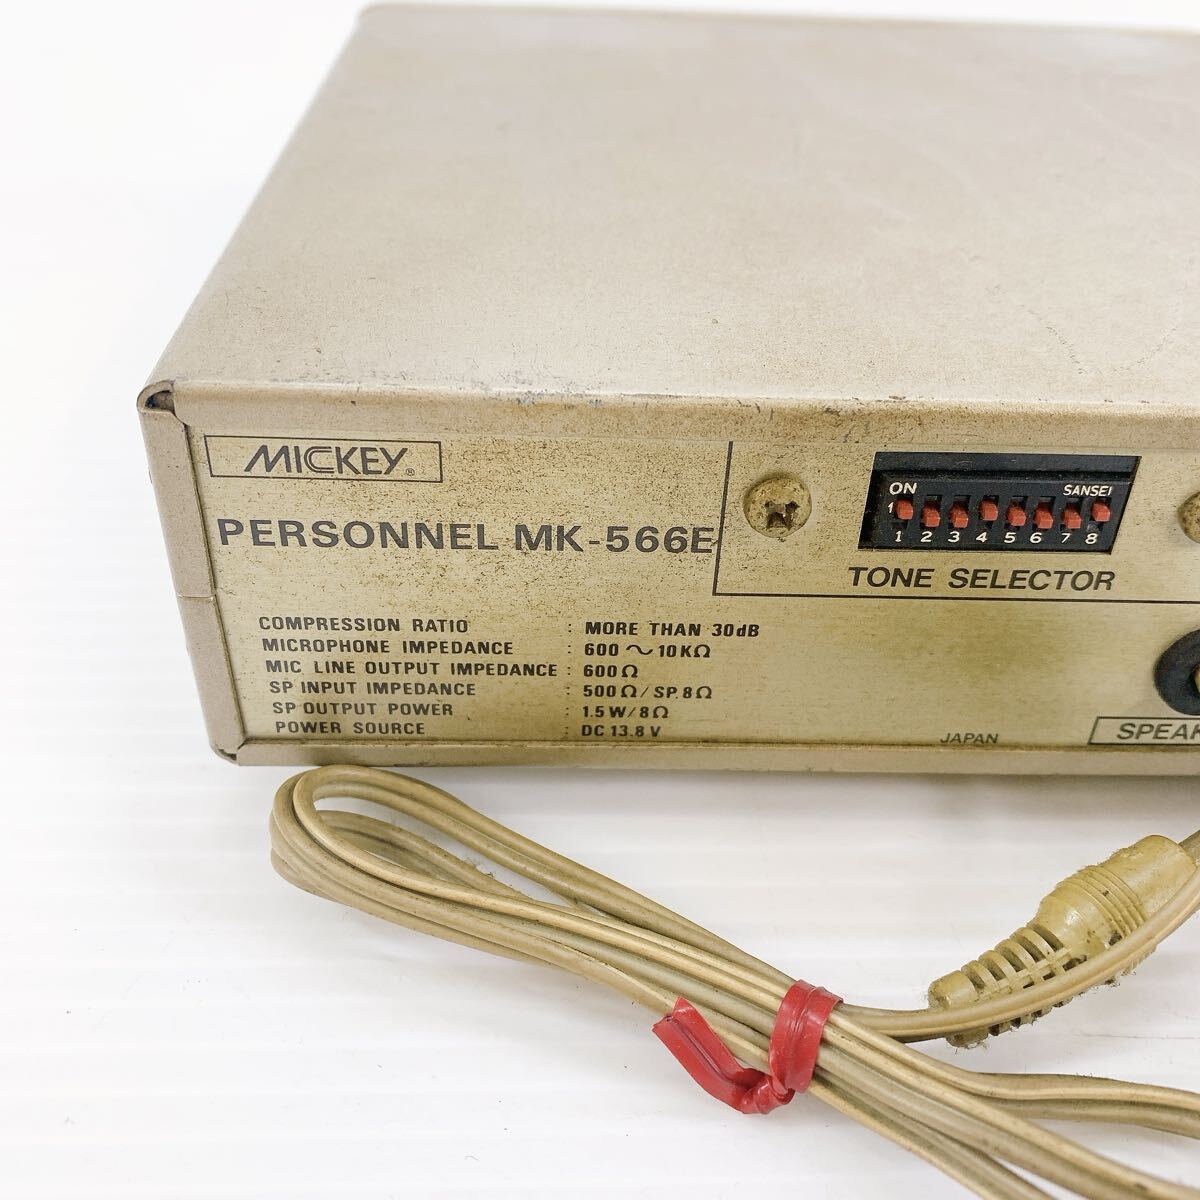 MICKEY®
PERSONNEL MK-566E
COMPRESSION RATIO : MORE THAN 30dB
MICROPHONE IMPEDANCE : 600 ~ 10KΩ
MIC LINE OUTPUT IMPEDANCE : 600Ω
SP INPUT IMPEDANCE : 500Ω/SP.8Ω
SP OUTPUT POWER : 1.5W/8Ω
POWER SOURCE : DC 13.8V
ON SANSEI
1
1 2 3 4 5 6 7 8
TONE SELECTOR
JAPAN
SPEAK